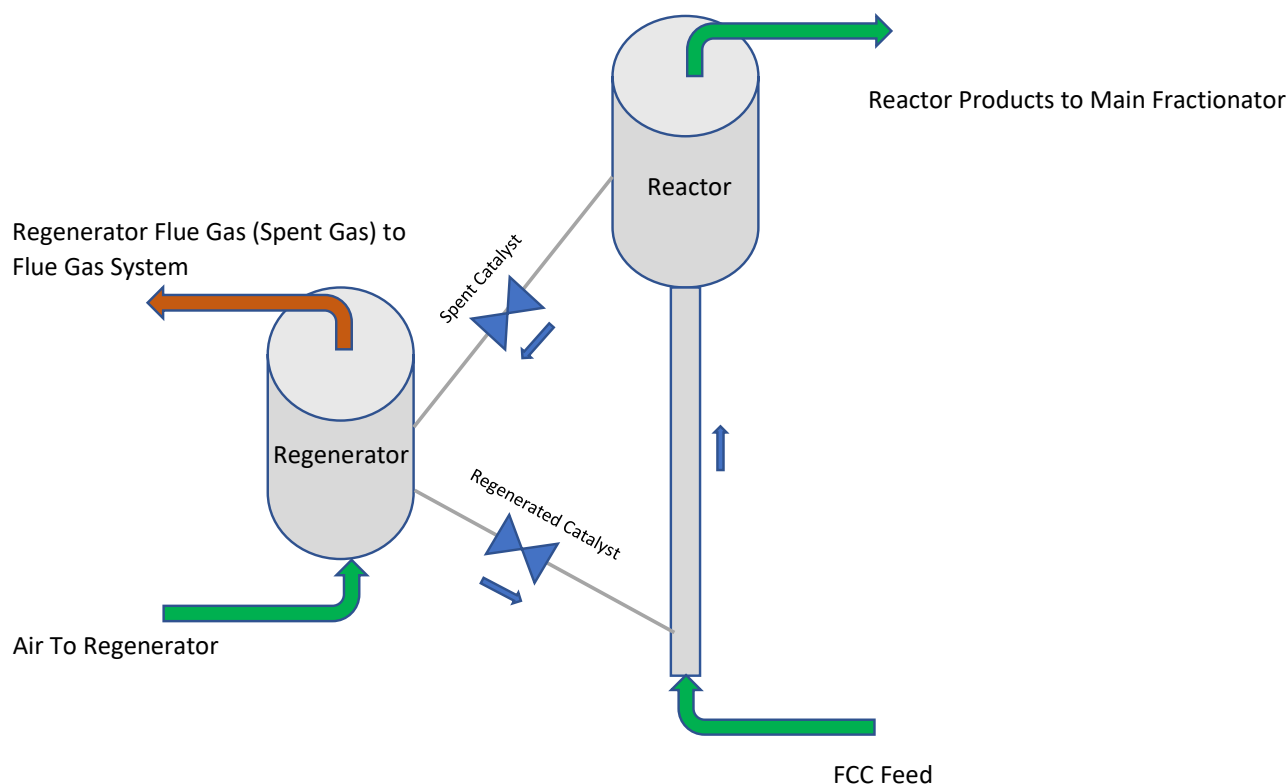 Reactor Products to Main Fractionator
Reactor
Regenerator Flue Gas (Spent Gas) to
Flue Gas System
Spent Catalyst
Regenerator
Regenerated Catalyst
Air To Regenerator
FCC Feed